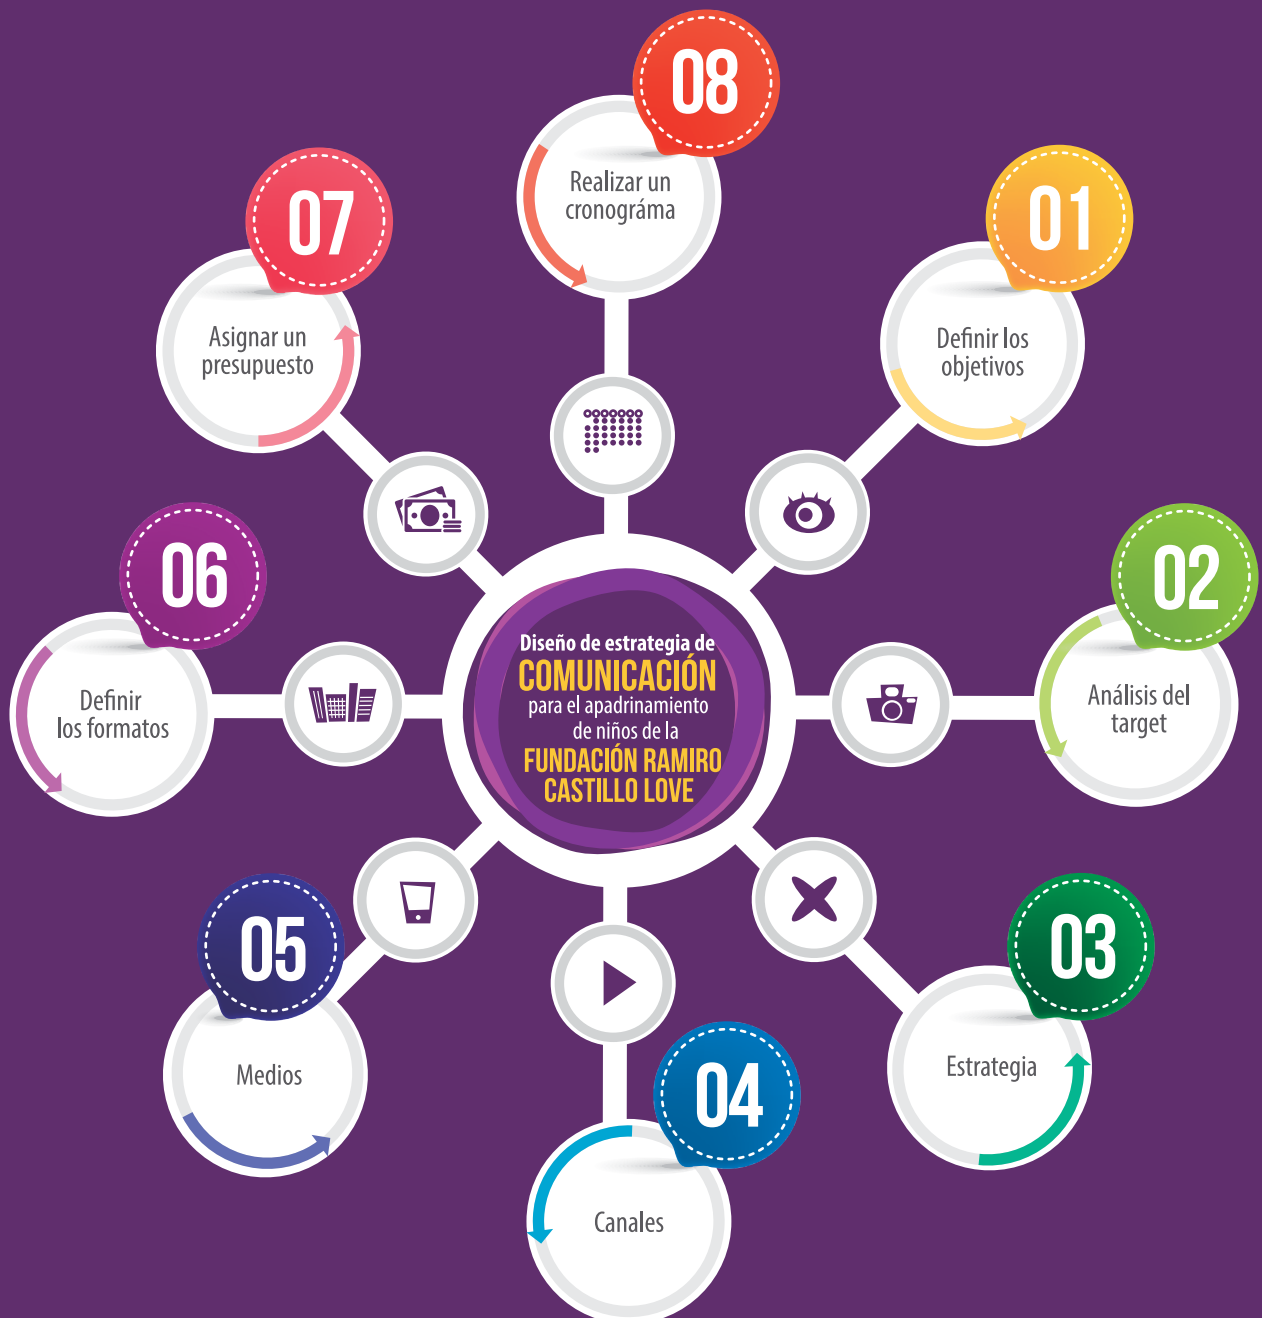 Diseño de estrategia de
COMUNICACIÓN
para el apadrinamiento
de niños de la
FUNDACIÓN RAMIRO
CASTILLO LOVE
01
Definir los
objetivos
02
Análisis del
target
03
Estrategia
04
Canales
05
Medios
06
Definir
los formatos
07
Asignar un
presupuesto
08
Realizar un
cronográma